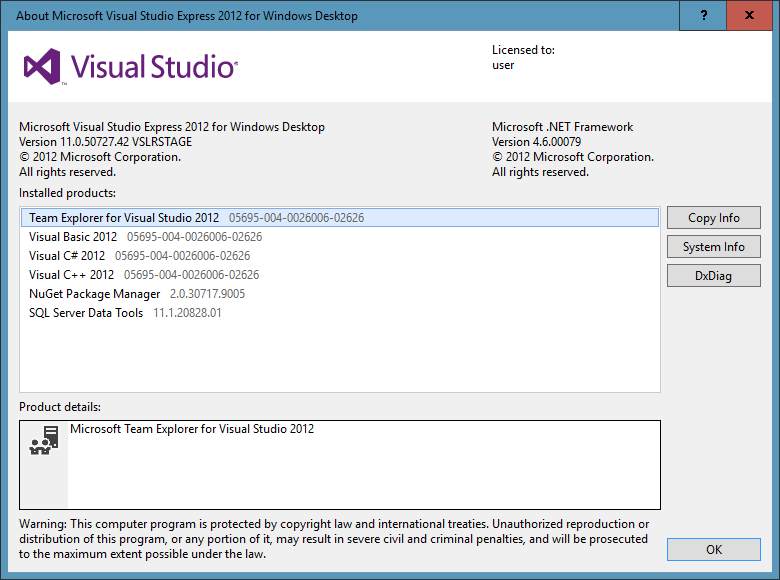 About Microsoft Visual Studio Express 2012 for Windows Desktop
?
x
Visual Studio
Licensed to:
user
Microsoft Visual Studio Express 2012 for Windows Desktop
Version 11.0.50727.42 VSLRSTAGE
© 2012 Microsoft Corporation.
All rights reserved.
Microsoft .NET Framework
Version 4.6.00079
© 2012 Microsoft Corporation.
All rights reserved.
Installed products:
Team Explorer for Visual Studio 2012 05695-004-0026006-02626
Visual Basic 2012 05695-004-0026006-02626
Visual C# 2012 05695-004-0026006-02626
Visual C++ 2012 05695-004-0026006-02626
NuGet Package Manager 2.0.30717.9005
SQL Server Data Tools 11.1.20828.01
Copy Info
System Info
DxDiag
Product details:
Microsoft Team Explorer for Visual Studio 2012
Warning: This computer program is protected by copyright law and international treaties. Unauthorized reproduction or
distribution of this program, or any portion of it, may result in severe civil and criminal penalties, and will be prosecuted
to the maximum extent possible under the law.
OK